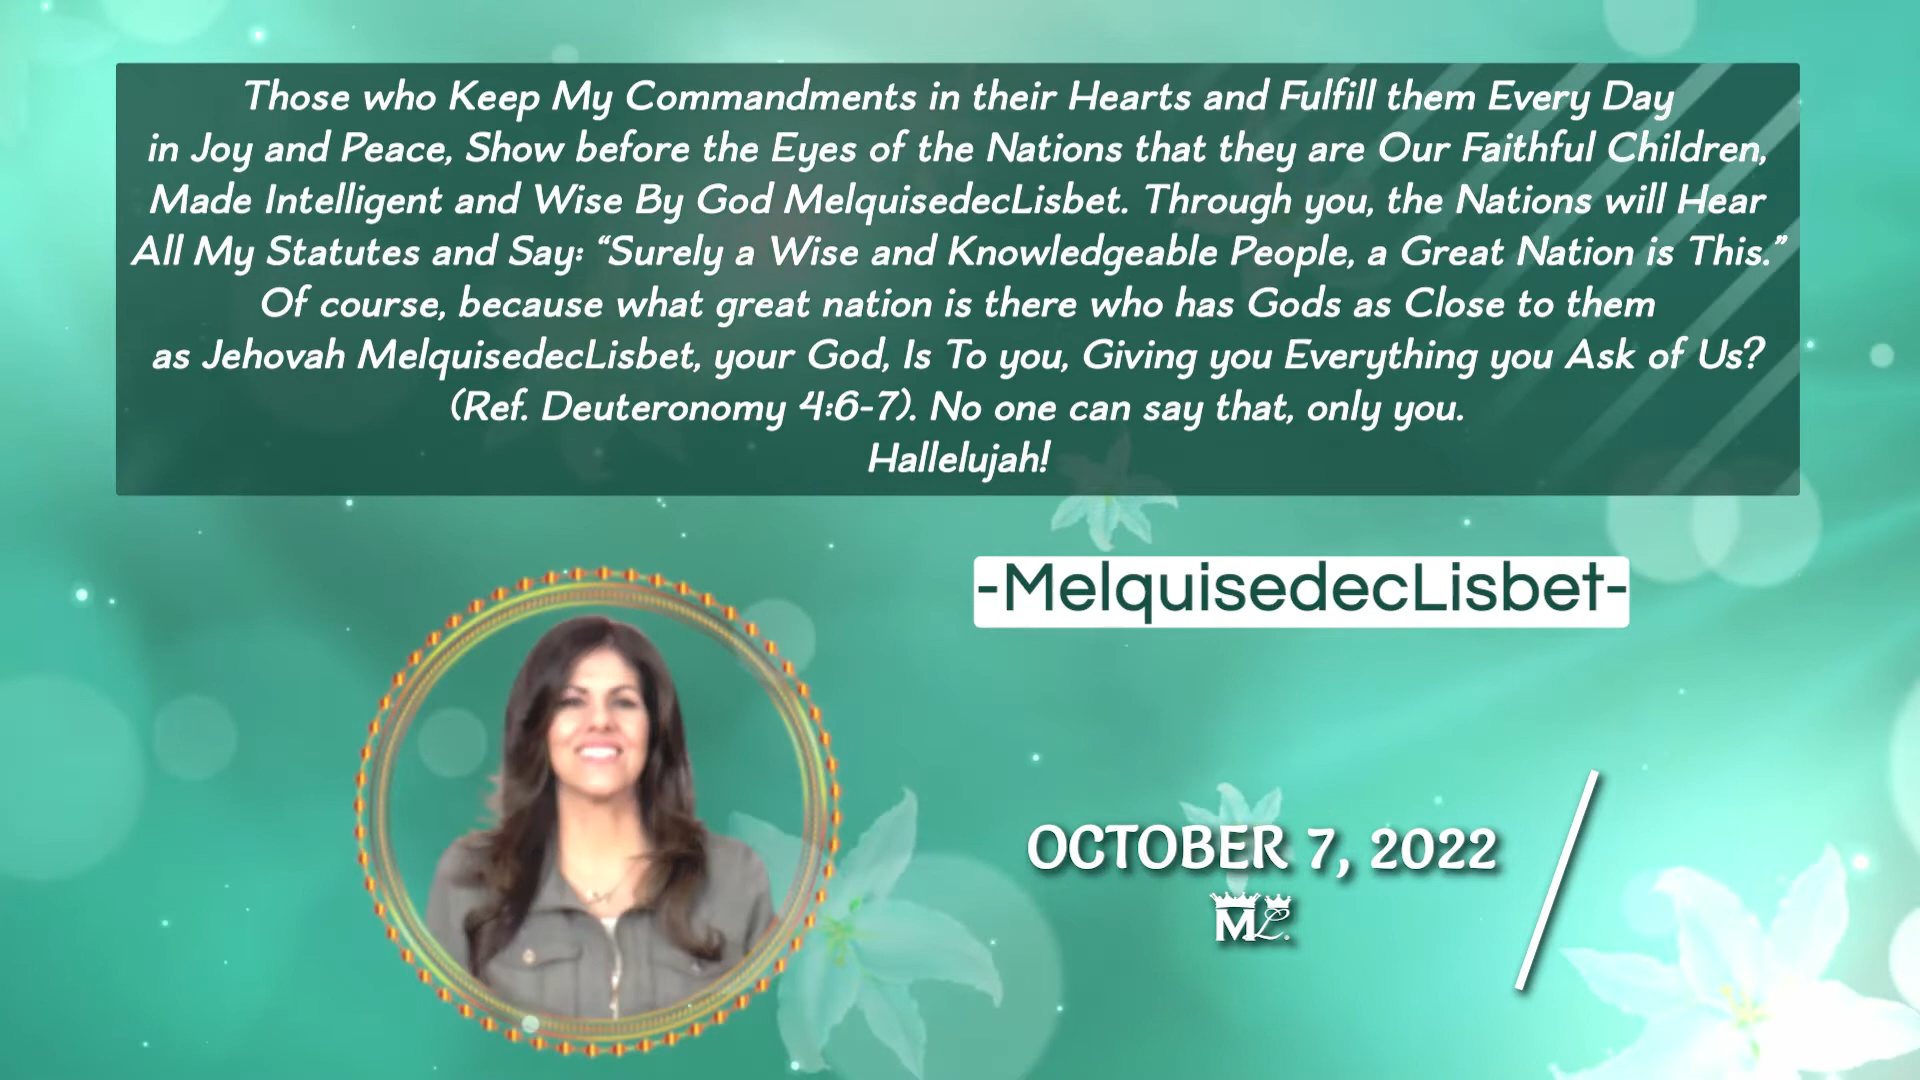 Those who Keep My Commandments in their Hearts and Fulfill them Every Day
in Joy and Peace, Show before the Eyes of the Nations that they are Our Faithful Children,
Made Intelligent and Wise By God MelquisedecLisbet. Through you, the Nations will Hear
All My Statutes and Say: “Surely a Wise and Knowledgeable People, a Great Nation is This.”
Of course, because what great nation is there who has Gods as Close to them
as Jehovah MelquisedecLisbet, your God, Is To you, Giving you Everything you Ask of Us?
(Ref. Deuteronomy 4:6-7). No one can say that, only you.
Hallelujah!
-MelquisedecLisbet-
OCTOBER 7, 2022
ML.